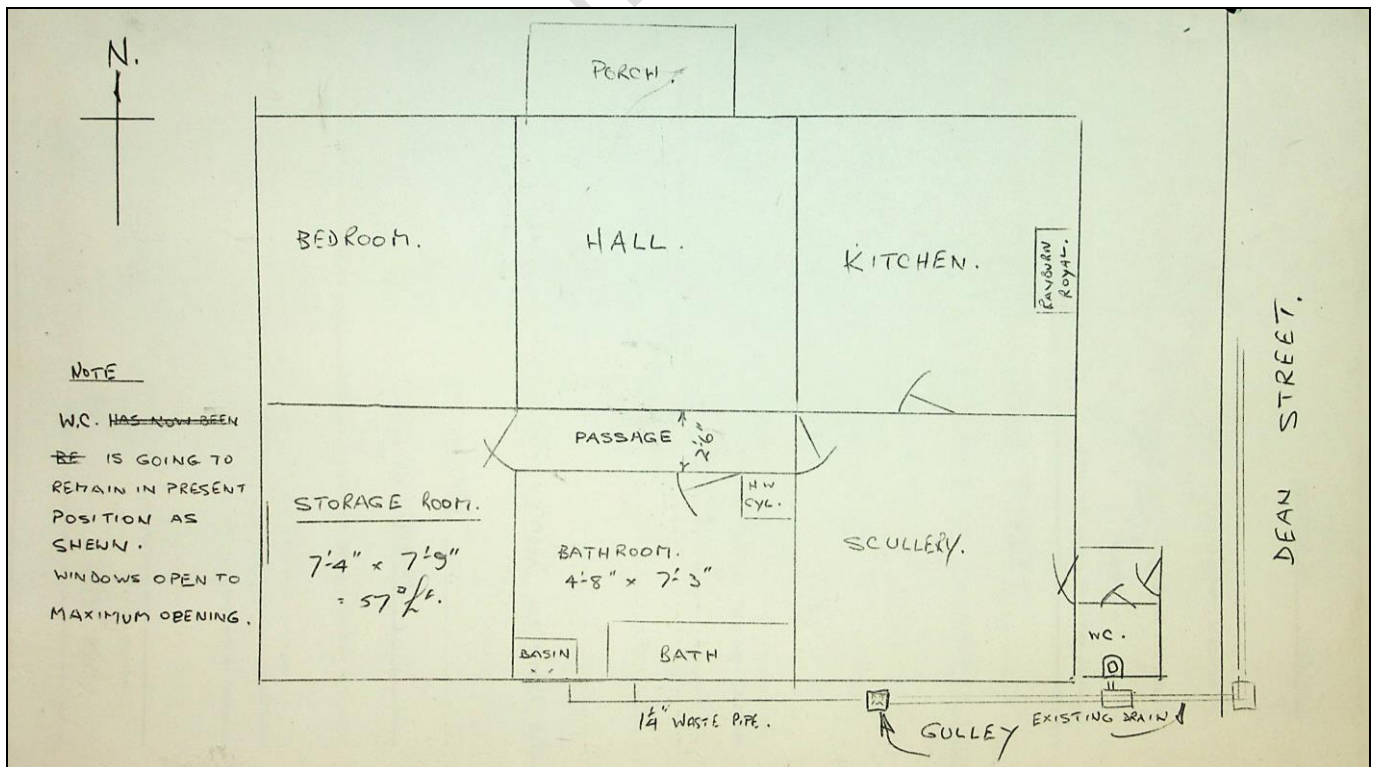 N.
PORCH.
BEDROOM.
HALL.
KITCHEN.
RAYBURN
ROYAL.
DEAN STREET.
NOTE
W.C. HAS NOW BEEN
BE IS GOING TO
REMAIN IN PRESENT
POSITION AS
SHEWN.
WINDOWS OPEN TO
MAXIMUM OPENING.
PASSAGE
2'-6"
STORAGE ROOM.
7'-4" × 7'-9"
= 57 □ft.
H W
CYL.
BATHROOM.
4'-8" × 7'-3"
SCULLERY.
WC.
BASIN
BATH
1¼" WASTE PIPE.
GULLEY
EXISTING DRAIN